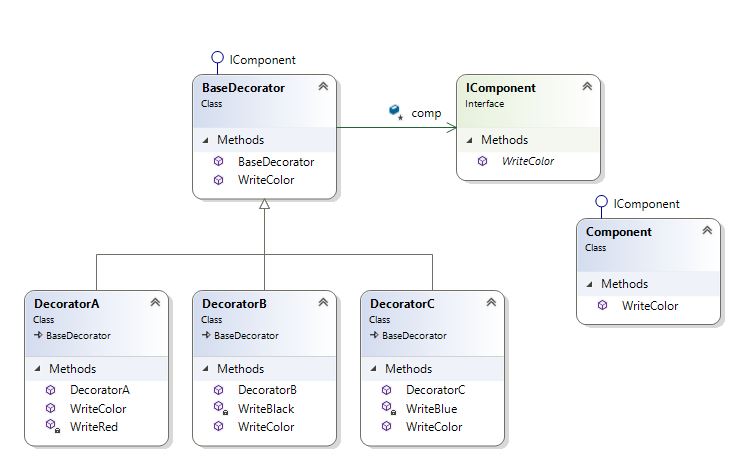 IComponent
BaseDecorator
Class
Methods
BaseDecorator
WriteColor
comp
IComponent
Interface
Methods
WriteColor
IComponent
Component
Class
Methods
WriteColor
DecoratorA
Class
BaseDecorator
Methods
DecoratorA
WriteColor
WriteRed
DecoratorB
Class
BaseDecorator
Methods
DecoratorB
WriteBlack
WriteColor
DecoratorC
Class
BaseDecorator
Methods
DecoratorC
WriteBlue
WriteColor